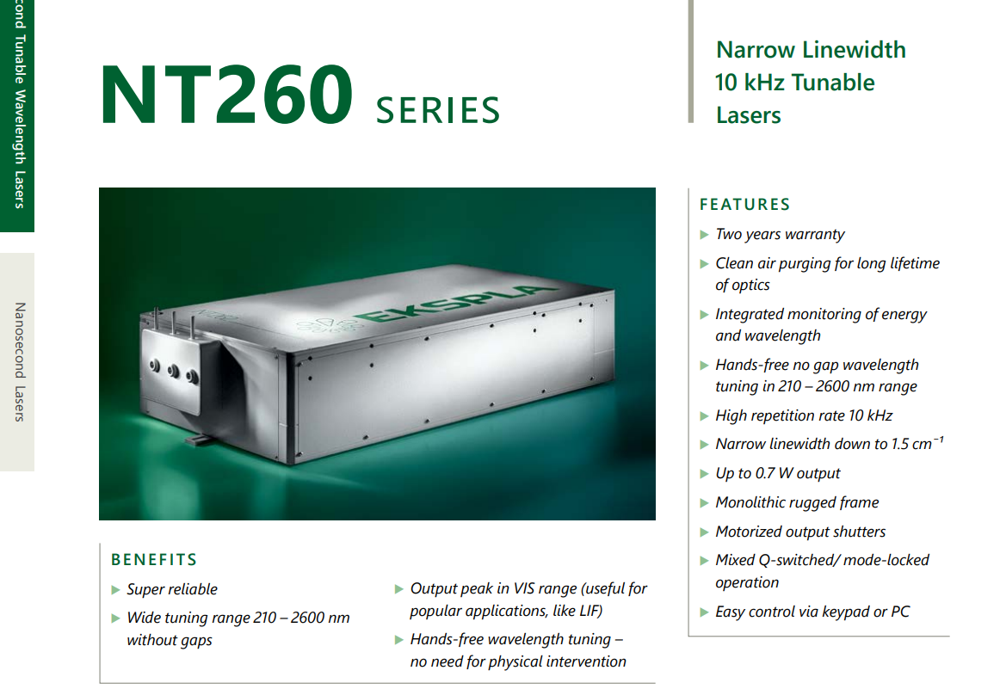 cond Tunable Wavelength Lasers
Nanosecond Lasers
NT260 SERIES
Narrow Linewidth
10 kHz Tunable
Lasers
NT262
EKSPLA
BENEFITS
▶ Super reliable
▶ Wide tuning range 210 – 2600 nm
without gaps
▶ Output peak in VIS range (useful for
popular applications, like LIF)
▶ Hands-free wavelength tuning –
no need for physical intervention
FEATURES
▶ Two years warranty
▶ Clean air purging for long lifetime
of optics
▶ Integrated monitoring of energy
and wavelength
▶ Hands-free no gap wavelength
tuning in 210 – 2600 nm range
▶ High repetition rate 10 kHz
▶ Narrow linewidth down to 1.5 cm⁻¹
▶ Up to 0.7 W output
▶ Monolithic rugged frame
▶ Motorized output shutters
▶ Mixed Q-switched/ mode-locked
operation
▶ Easy control via keypad or PC